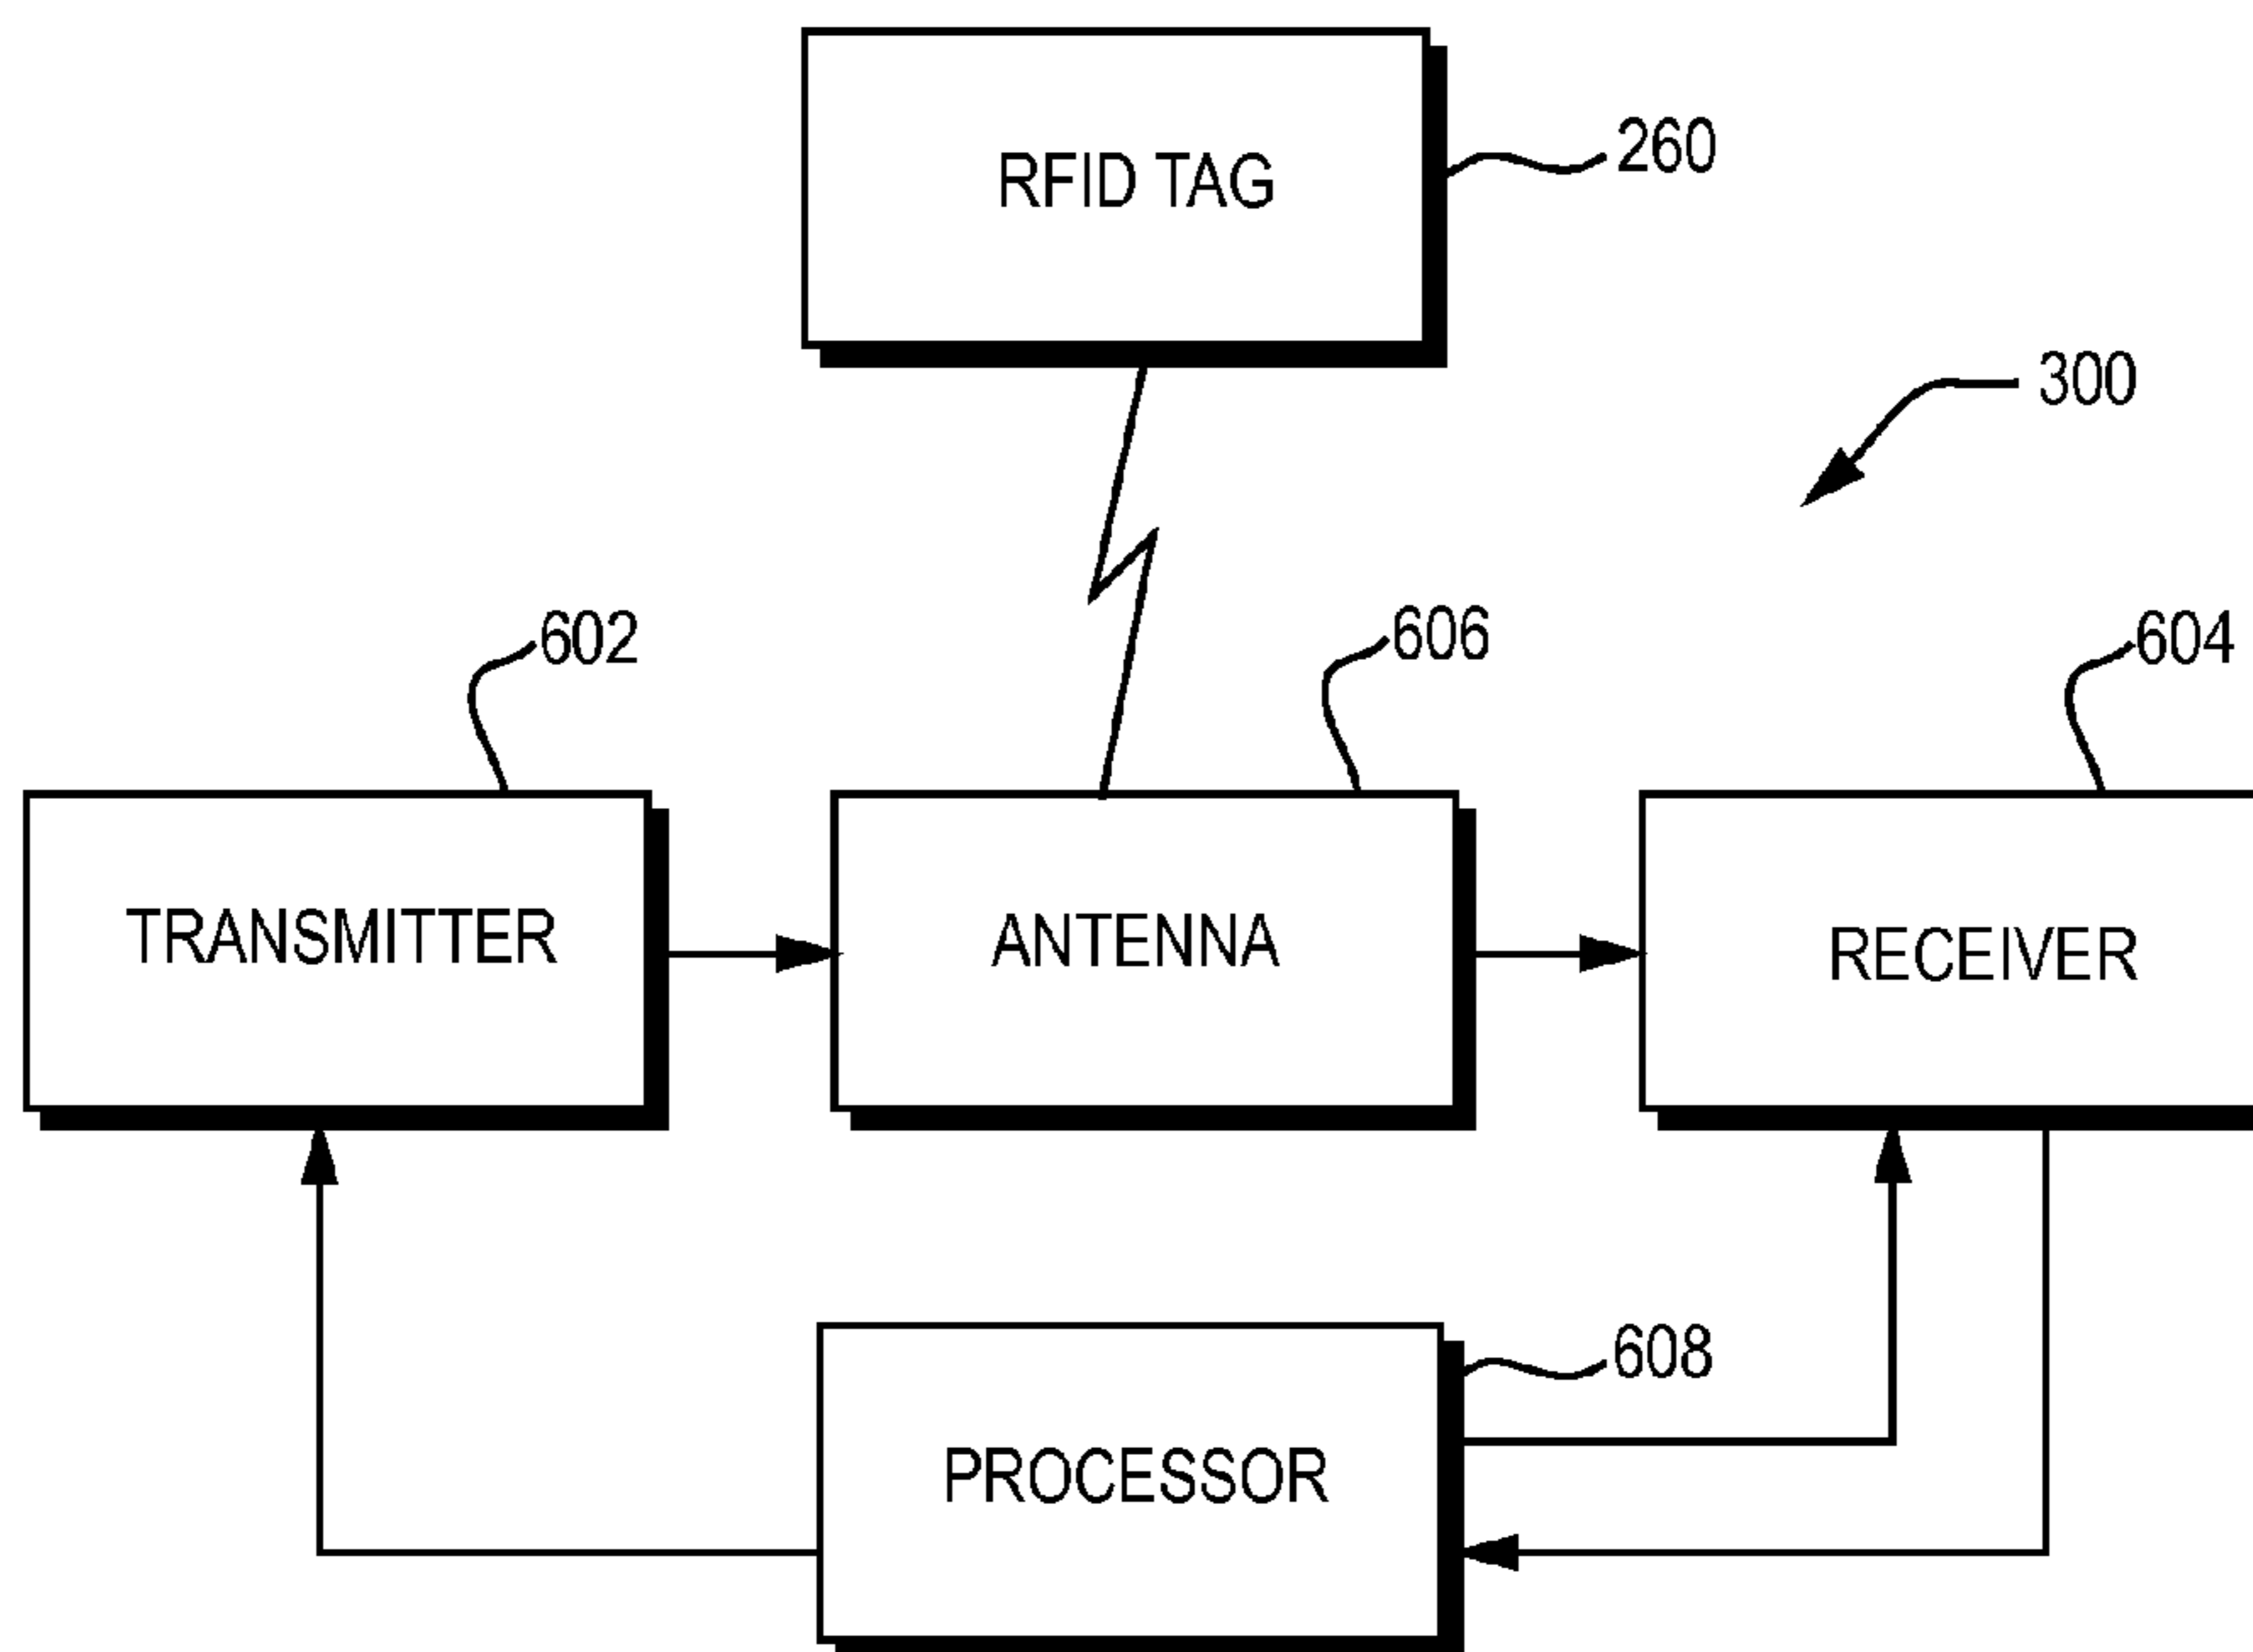 RFID TAG
260
300
602
606
604
TRANSMITTER
ANTENNA
RECEIVER
608
PROCESSOR